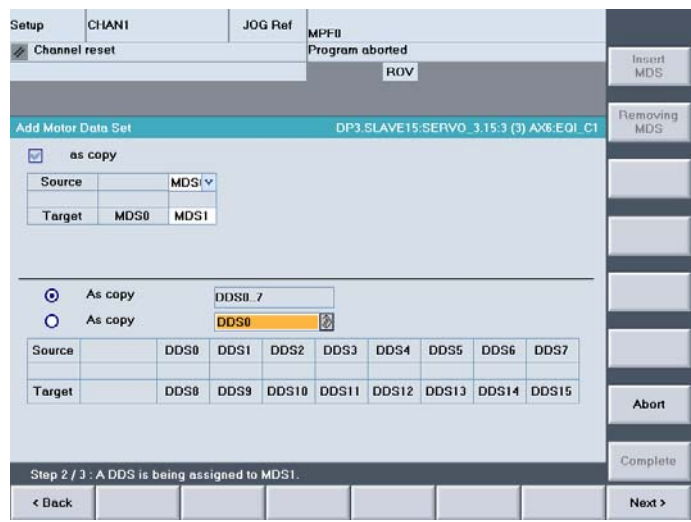 Setup CHAN1 JOG Ref MPF0
Channel reset Program aborted
ROV
Insert MDS
Removing MDS
Add Motor Data Set DP3.SLAVE15:SERVO_3.15:3 (3) AX6:EQI_C1
as copy
Source MDS
Target MDS0 MDS1
As copy DDS0..7
As copy DDS0
Source DDS0 DDS1 DDS2 DDS3 DDS4 DDS5 DDS6 DDS7
Target DDS8 DDS9 DDS10 DDS11 DDS12 DDS13 DDS14 DDS15
Abort
Complete
Step 2 / 3 : A DDS is being assigned to MDS1.
< Back Next >